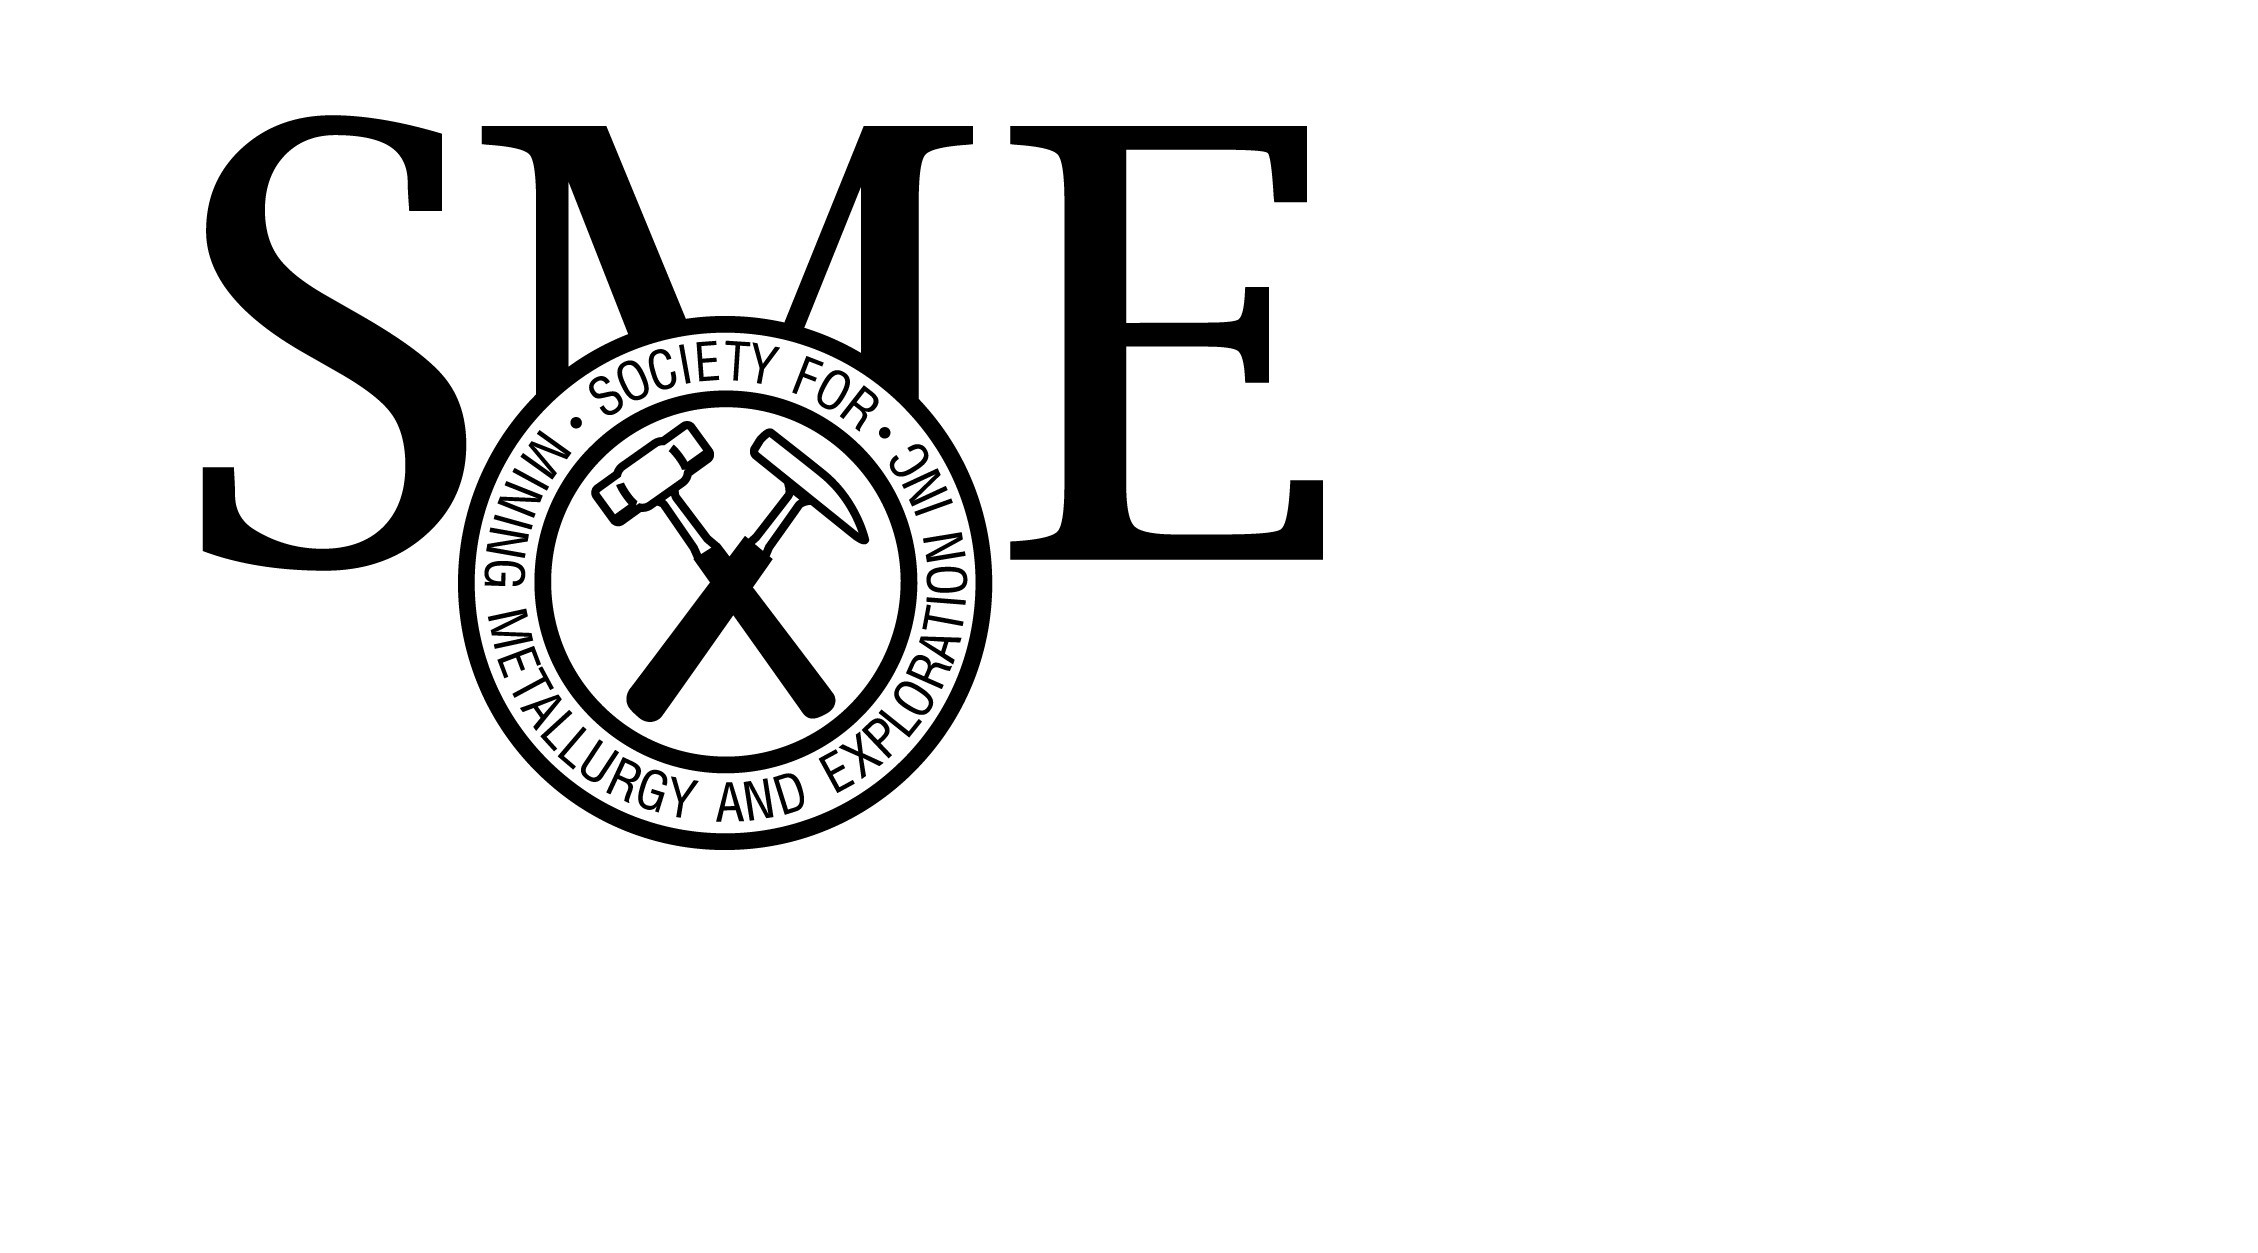 SME
• SOCIETY FOR •
MINING METALLURGY AND EXPLORATION INC